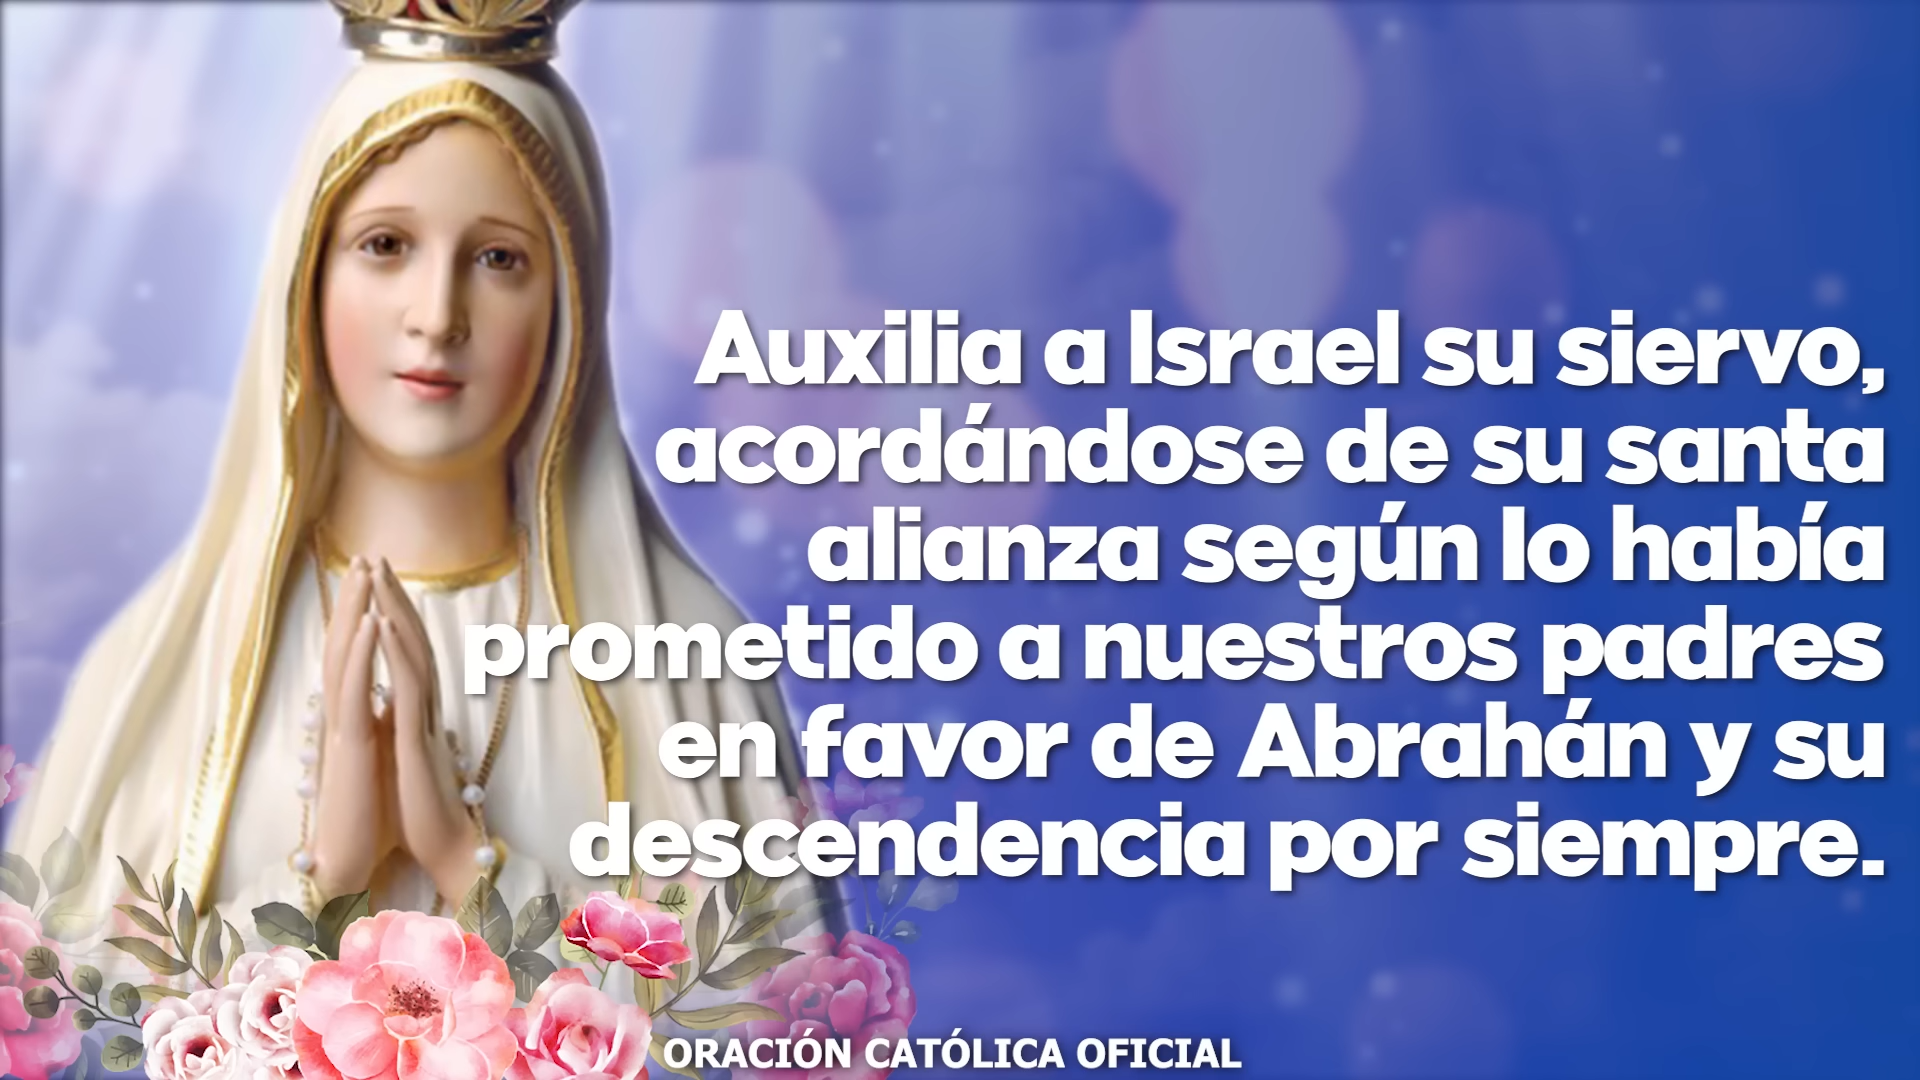 Auxilia a Israel su siervo,
acordándose de su santa
alianza según lo había
prometido a nuestros padres
en favor de Abrahán y su
descendencia por siempre.
ORACIÓN CATÓLICA OFICIAL